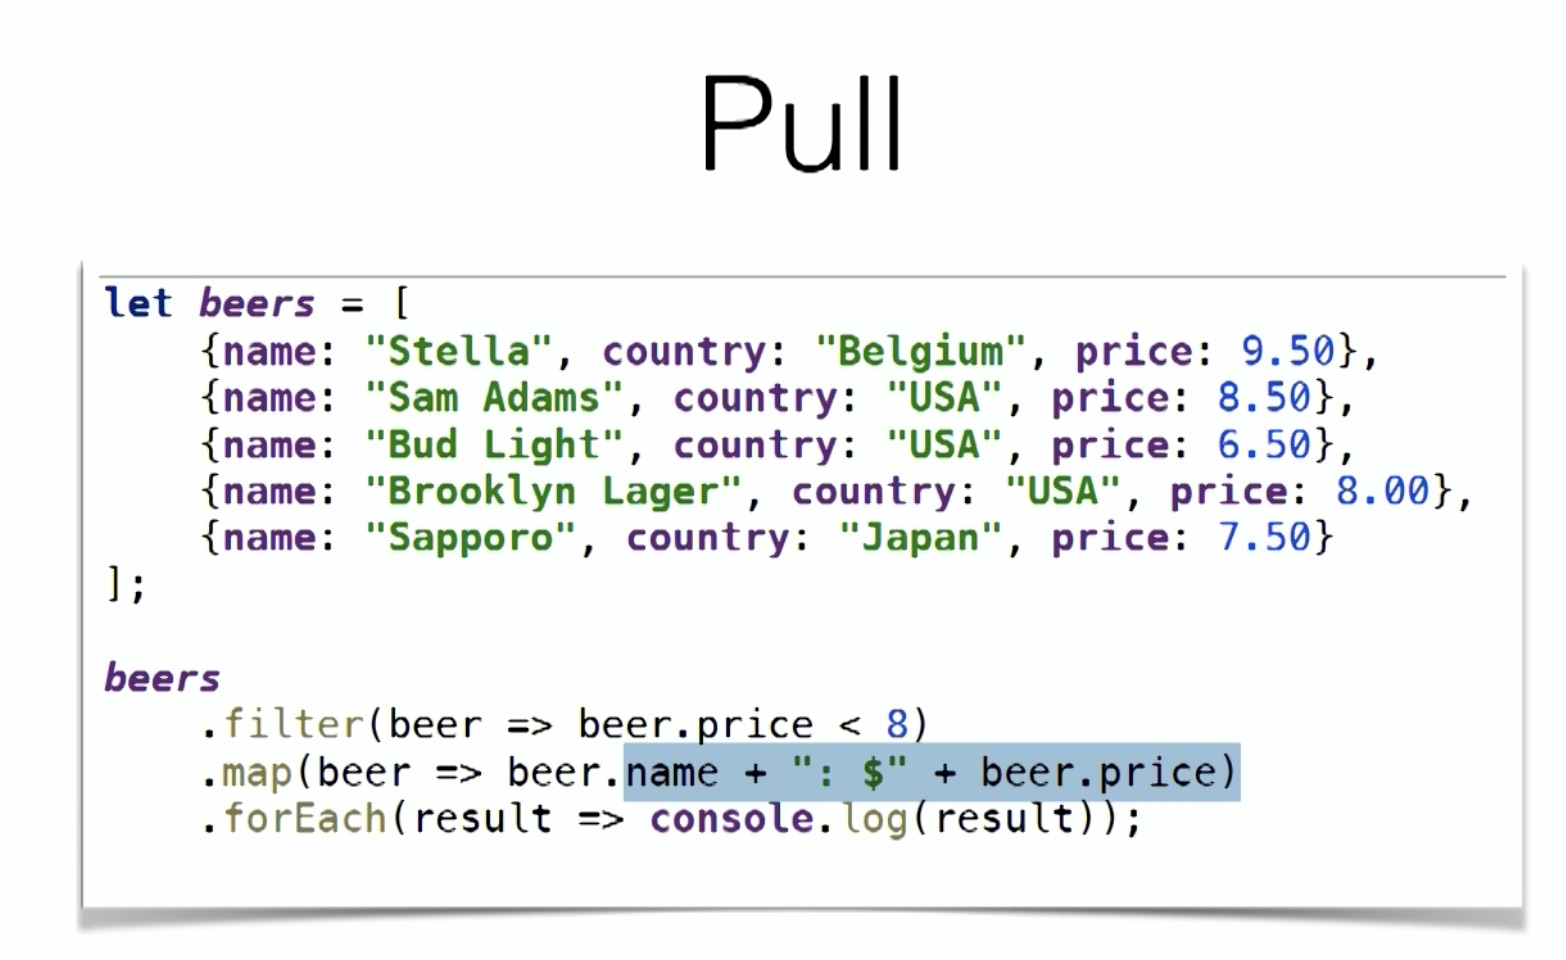 Pull
let beers = [
    {name: "Stella", country: "Belgium", price: 9.50},
    {name: "Sam Adams", country: "USA", price: 8.50},
    {name: "Bud Light", country: "USA", price: 6.50},
    {name: "Brooklyn Lager", country: "USA", price: 8.00},
    {name: "Sapporo", country: "Japan", price: 7.50}
];
beers
    .filter(beer => beer.price < 8)
    .map(beer => beer.name + ": $" + beer.price)
    .forEach(result => console.log(result));